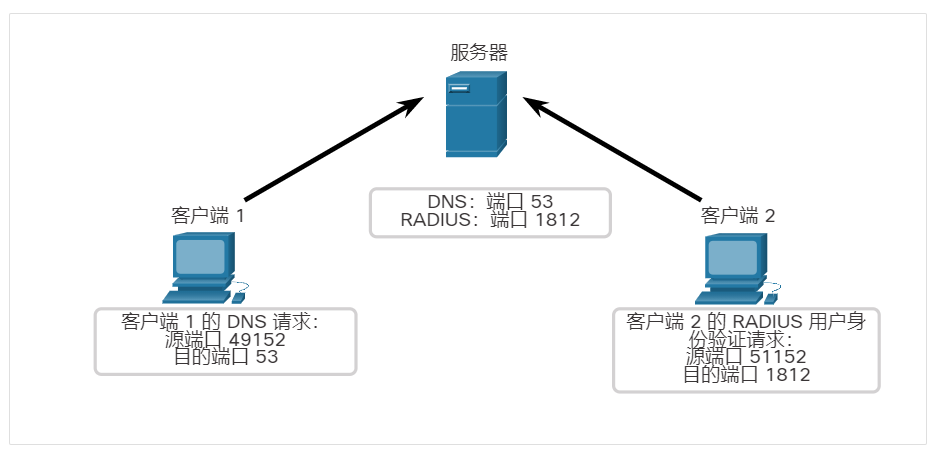 服务器
DNS：端口 53
RADIUS：端口 1812
客户端 1
客户端 2
客户端 1 的 DNS 请求：
源端口 49152
目的端口 53
客户端 2 的 RADIUS 用户身
份验证请求：
源端口 51152
目的端口 1812